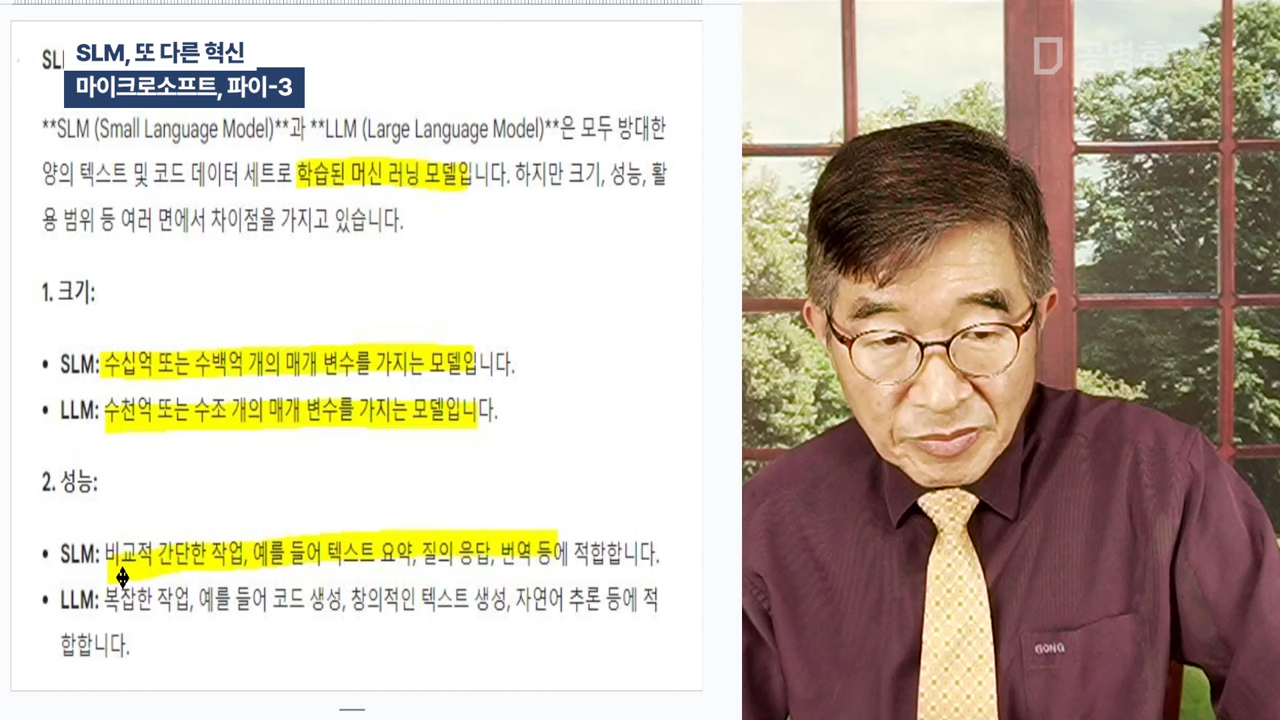 SLM, 또 다른 혁신
마이크로소프트, 파이-3
**SLM (Small Language Model)**과 **LLM (Large Language Model)**은 모두 방대한
양의 텍스트 및 코드 데이터 세트로 학습된 머신 러닝 모델입니다. 하지만 크기, 성능, 활
용 범위 등 여러 면에서 차이점을 가지고 있습니다.
1. 크기:
• SLM: 수십억 또는 수백억 개의 매개 변수를 가지는 모델입니다.
• LLM: 수천억 또는 수조 개의 매개 변수를 가지는 모델입니다.
2. 성능:
• SLM: 비교적 간단한 작업, 예를 들어 텍스트 요약, 질의 응답, 번역 등에 적합합니다.
• LLM: 복잡한 작업, 예를 들어 코드 생성, 창의적인 텍스트 생성, 자연어 추론 등에 적
합합니다.
GONG